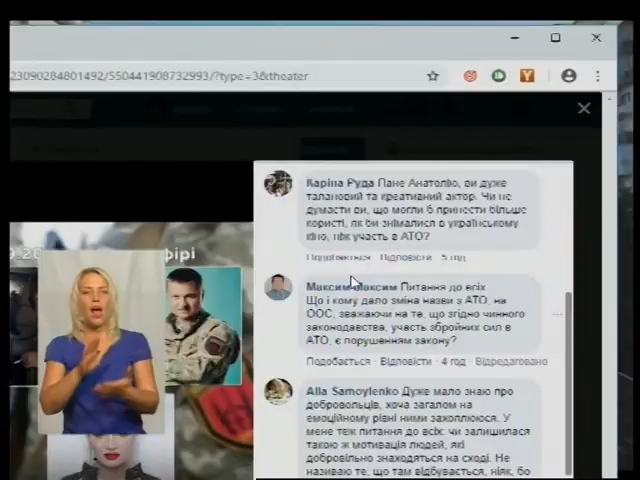 23090284801492/550441908732993/?type=3&theater
Каріна Руда Пане Анатолію, ви дуже
талановий та креативний актор. Чи не
думасти ви, що могли б принести більше
користі, як би знімалися в українському
кіно, ніж участь в АТО?
Подобається · Відповісти · 5 год
Максим Максим Питання до всіх
Що і кому дало зміна назви з АТО, на
ООС, зважаючи на те, що згідно чинного
законодавства, участь збройних сил в
АТО, є порушенням закону?
Подобається · Відповісти · 4 год · Відредаговано
Alla Samoylenko Дуже мало знаю про
добровольців, хоча загалом на
емоційному рівні ними захоплююся. У
мене теж питання до всіх: чи залишилася
такою ж мотивація людей, які
добровільно знаходяться на сході. Не
називаю те, що там відбувається, ніяк, бо
ефірі